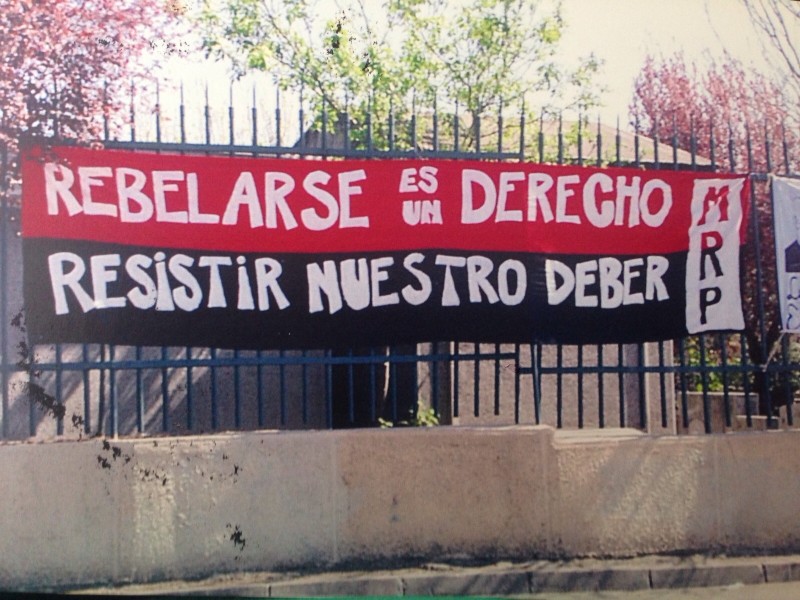 REBELARSE ES UN DERECHO
RESiSTiR NUESTRO DEBER
MRP